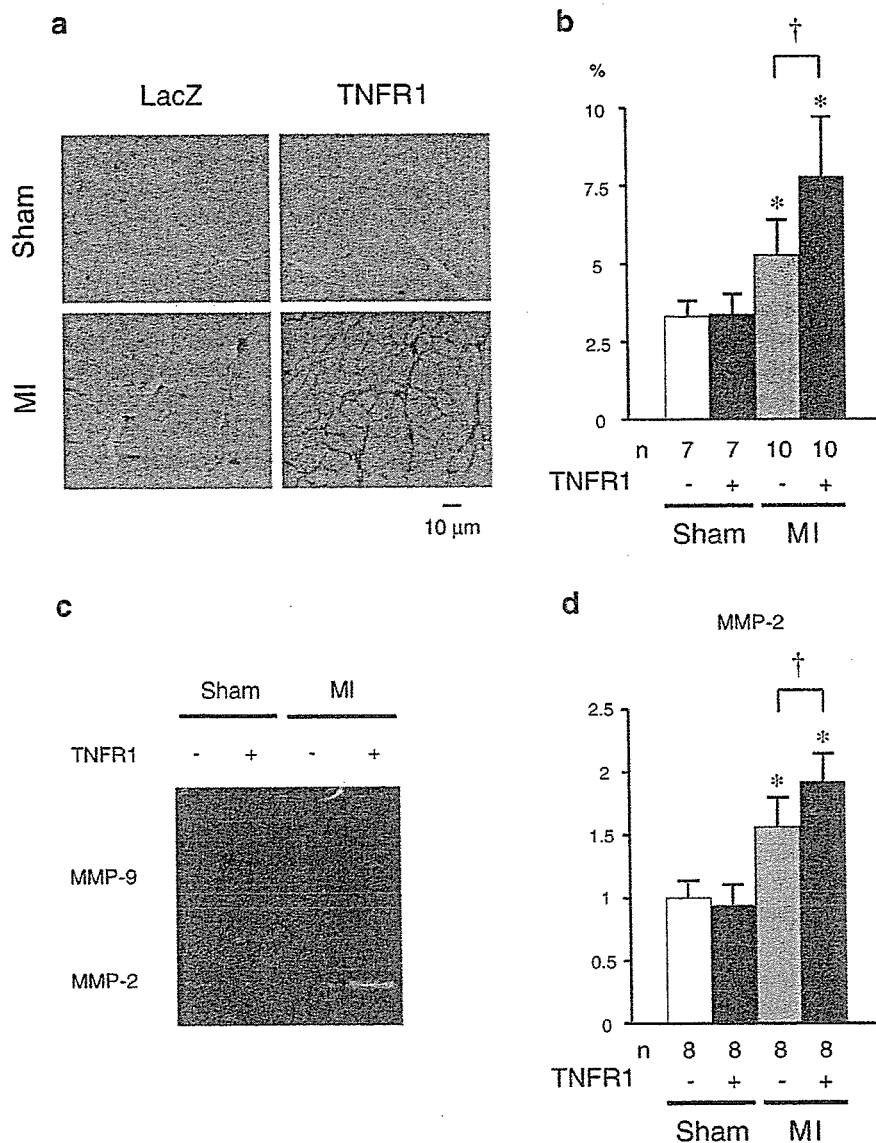 a
LacZ TNFR1
Sham
MI
10 μm
b
†
%
10
7.5
5
2.5
0
*
*
n 7 7 10 10
TNFR1 - + - +
Sham MI
c
Sham MI
TNFR1 - + - +
MMP-9
MMP-2
d
MMP-2
†
2.5
2
1.5
1
0.5
0
*
*
n 8 8 8 8
TNFR1 - + - +
Sham MI